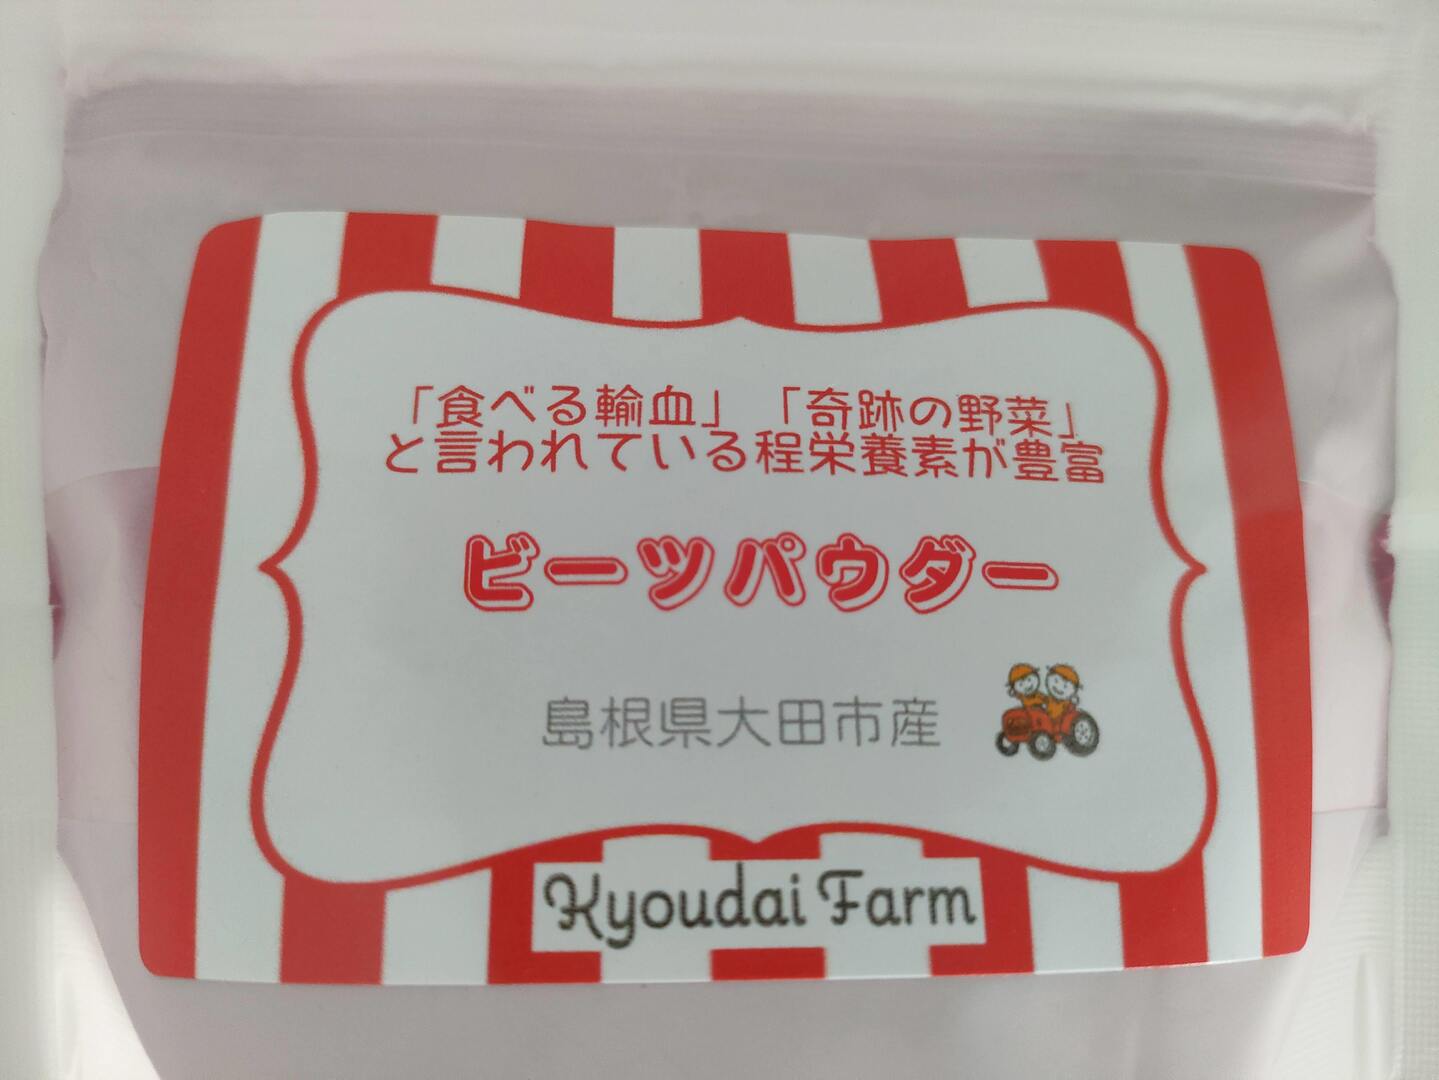 「食べる輸血」「奇跡の野菜」
と言われている程栄養素が豊富
ビーツパウダー
島根県大田市産
Kyoudai Farm